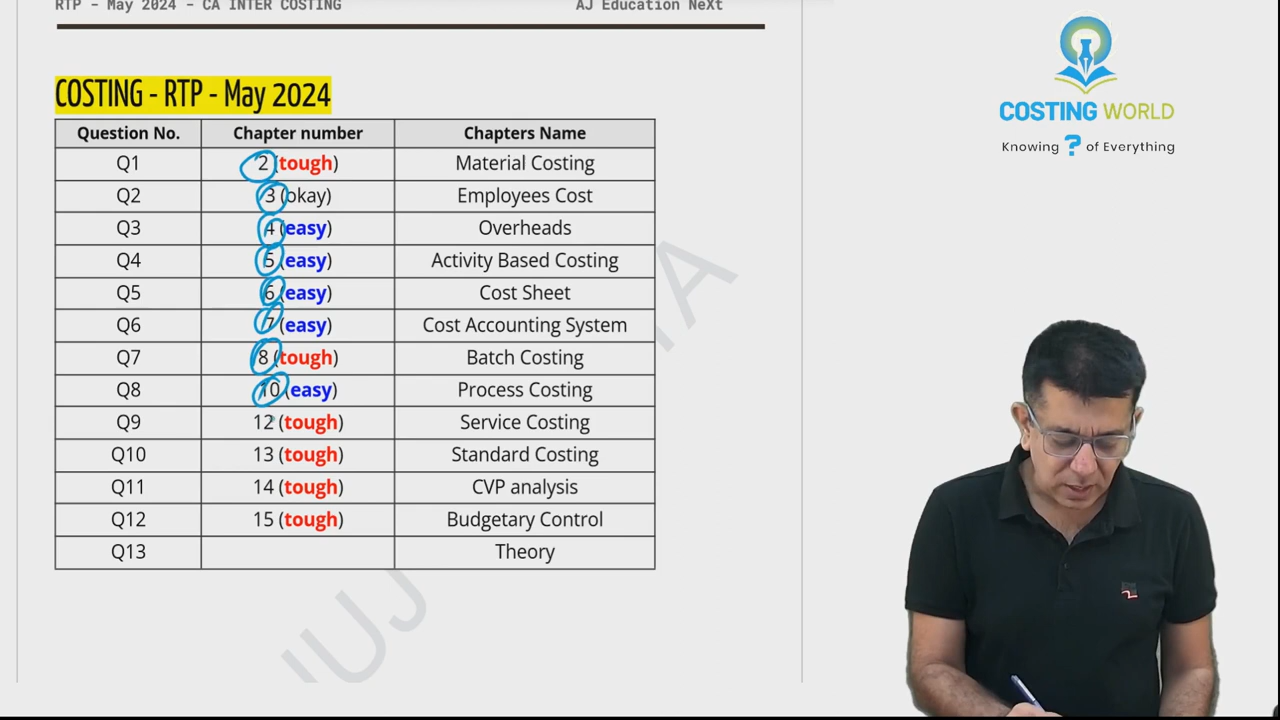 RTP - May 2024 - CA INTER COSTING AJ Education NeXt
COSTING - RTP - May 2024
Question No. Chapter number Chapters Name
Q1 2 (tough) Material Costing
Q2 3 (okay) Employees Cost
Q3 4 (easy) Overheads
Q4 5 (easy) Activity Based Costing
Q5 6 (easy) Cost Sheet
Q6 7 (easy) Cost Accounting System
Q7 8 (tough) Batch Costing
Q8 10 (easy) Process Costing
Q9 12 (tough) Service Costing
Q10 13 (tough) Standard Costing
Q11 14 (tough) CVP analysis
Q12 15 (tough) Budgetary Control
Q13 Theory
COSTING WORLD
Knowing ? of Everything